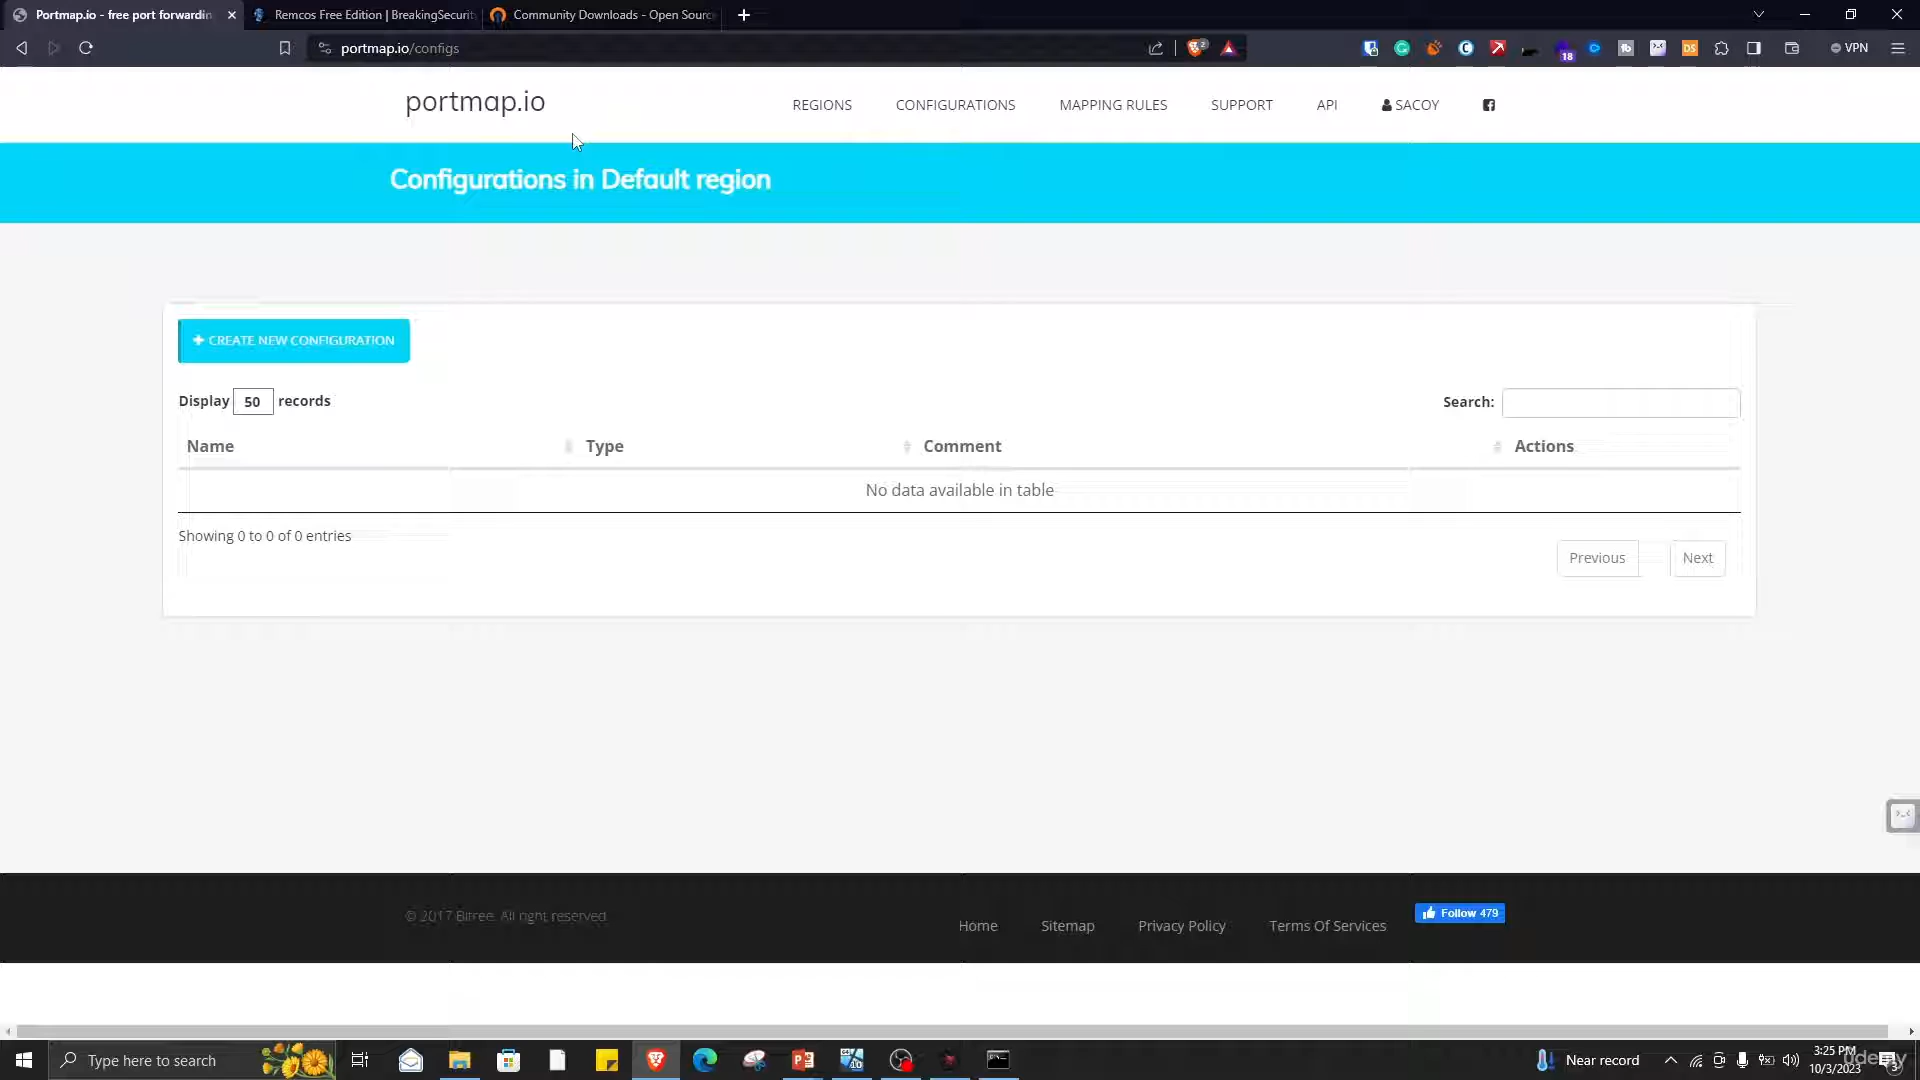 Portmap.io - free port forwardin
Remcos Free Edition | BreakingSecurit
Community Downloads - Open Sourc
portmap.io/configs
2
18
VPN
portmap.io
REGIONS
CONFIGURATIONS
MAPPING RULES
SUPPORT
API
SACOY
Configurations in Default region
CREATE NEW CONFIGURATION
Display 50 records
Search:
Name
Type
Comment
Actions
No data available in table
Showing 0 to 0 of 0 entries
Previous
Next
© 2017 Bitree. All right reserved
Home
Sitemap
Privacy Policy
Terms Of Services
Follow 479
Type here to search
Near record
3:25 PM
10/3/2023
udemy
3